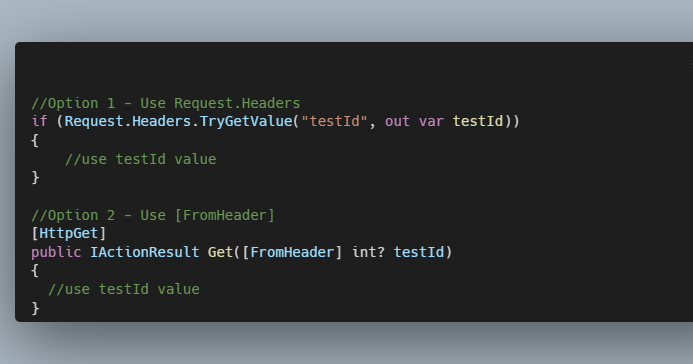 //Option 1 - Use Request.Headers
if (Request.Headers.TryGetValue("testId", out var testId))
{
    //use testId value
}

//Option 2 - Use [FromHeader]
[HttpGet]
public IActionResult Get([FromHeader] int? testId)
{
  //use testId value
}